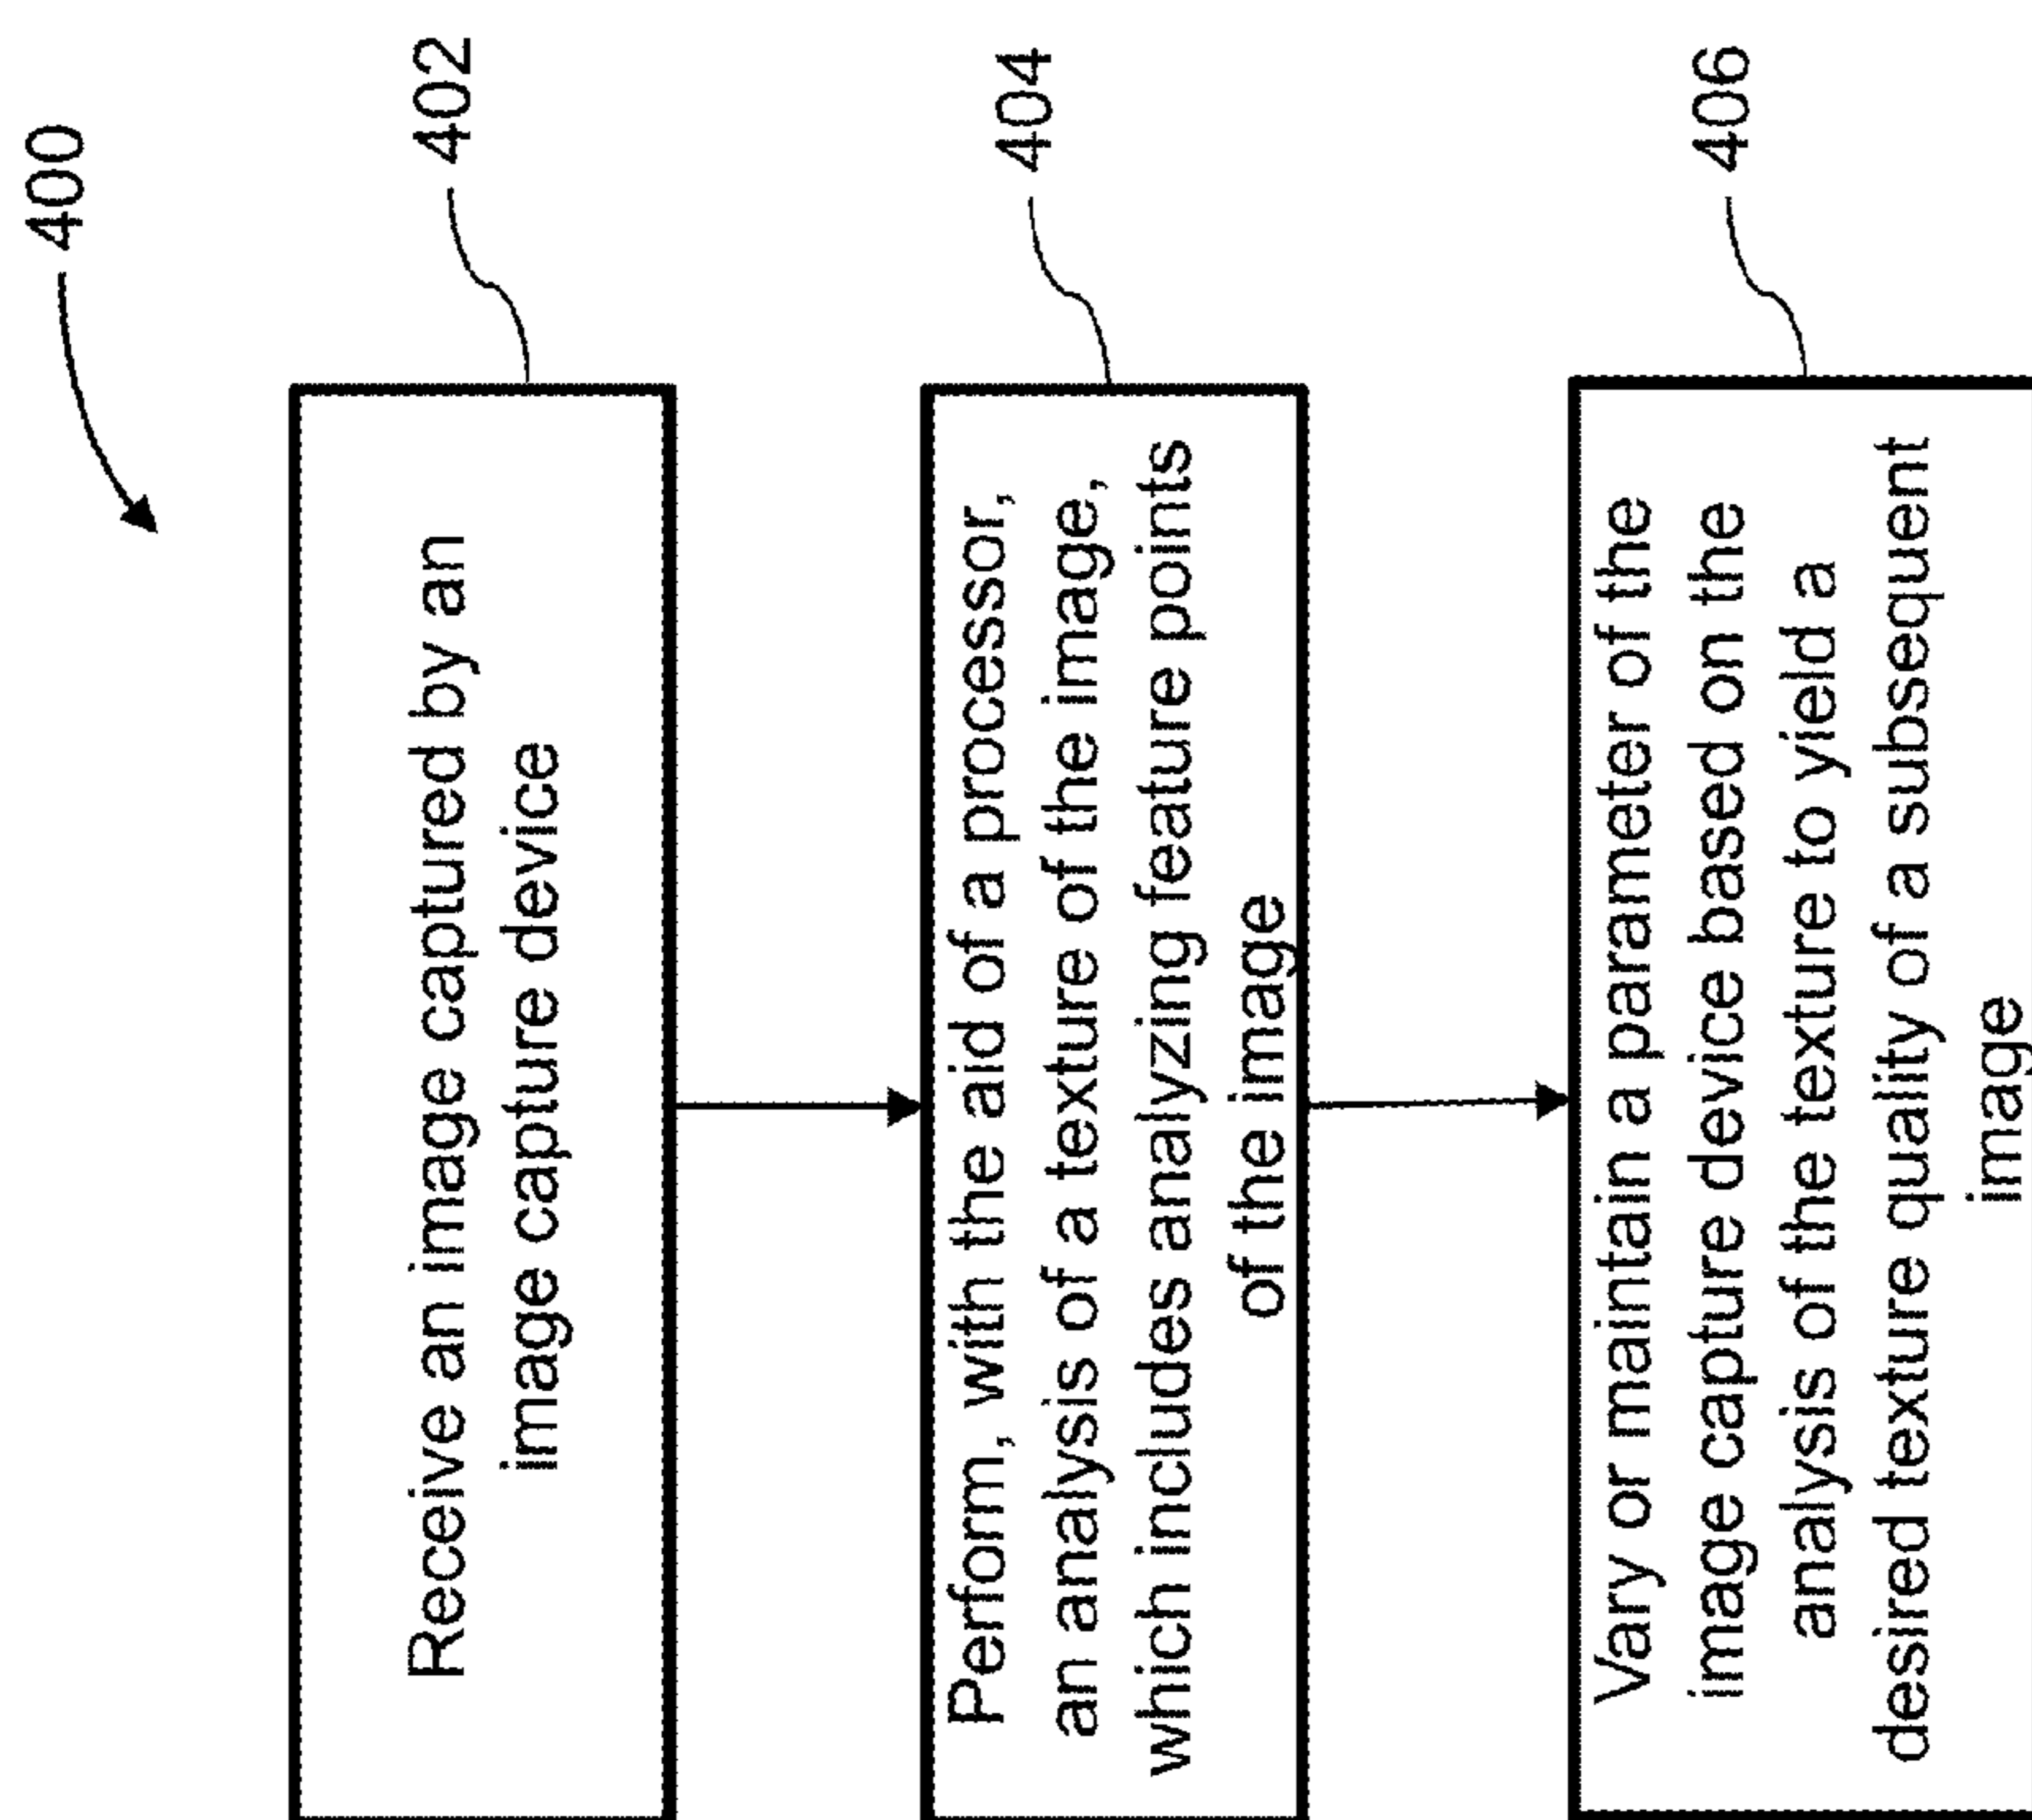 400
402
Receive an image captured by an
image capture device
404
Perform, with the aid of a processor,
an analysis of a texture of the image,
which includes analyzing feature points
of the image
406
Vary or maintain a parameter of the
image capture device based on the
analysis of the texture to yield a
desired texture quality of a subsequent
image